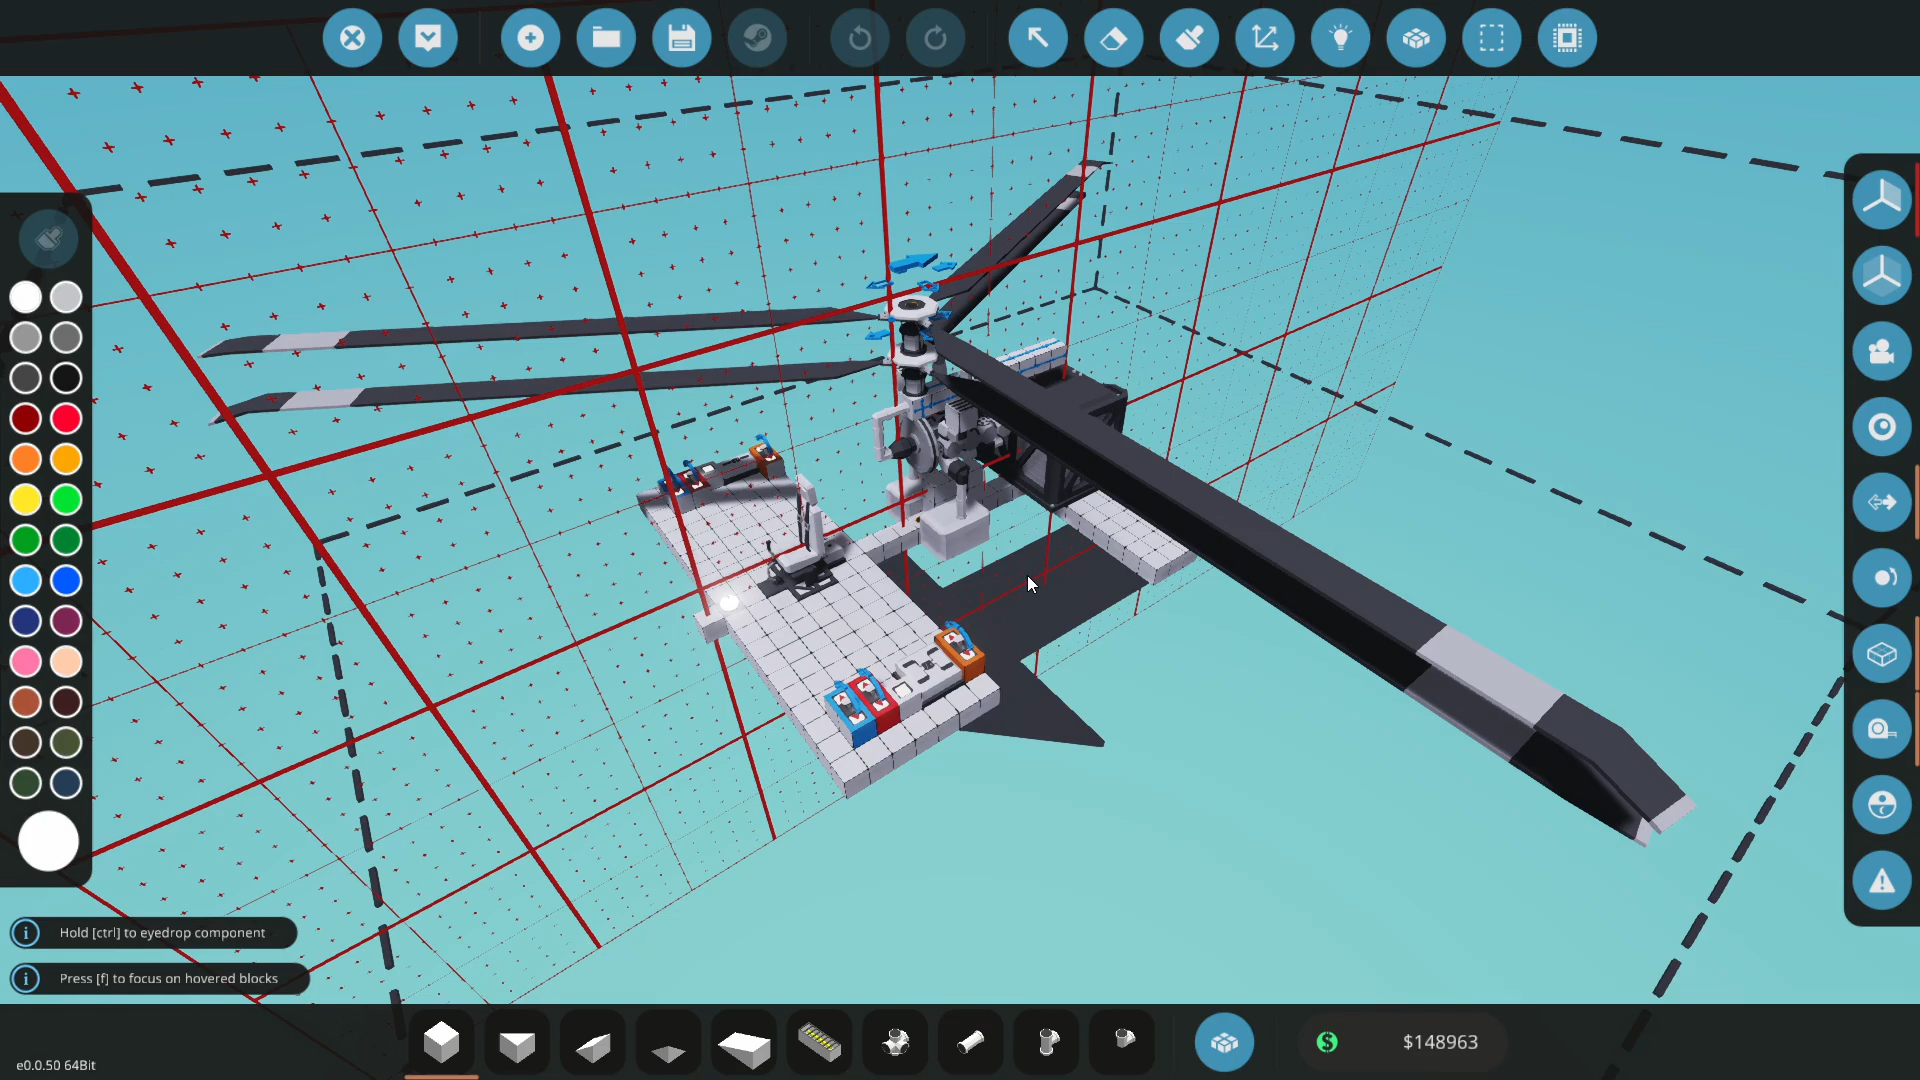 Hold [ctrl] to eyedrop component
Press [f] to focus on hovered blocks
e0.0.50 64Bit
$148963